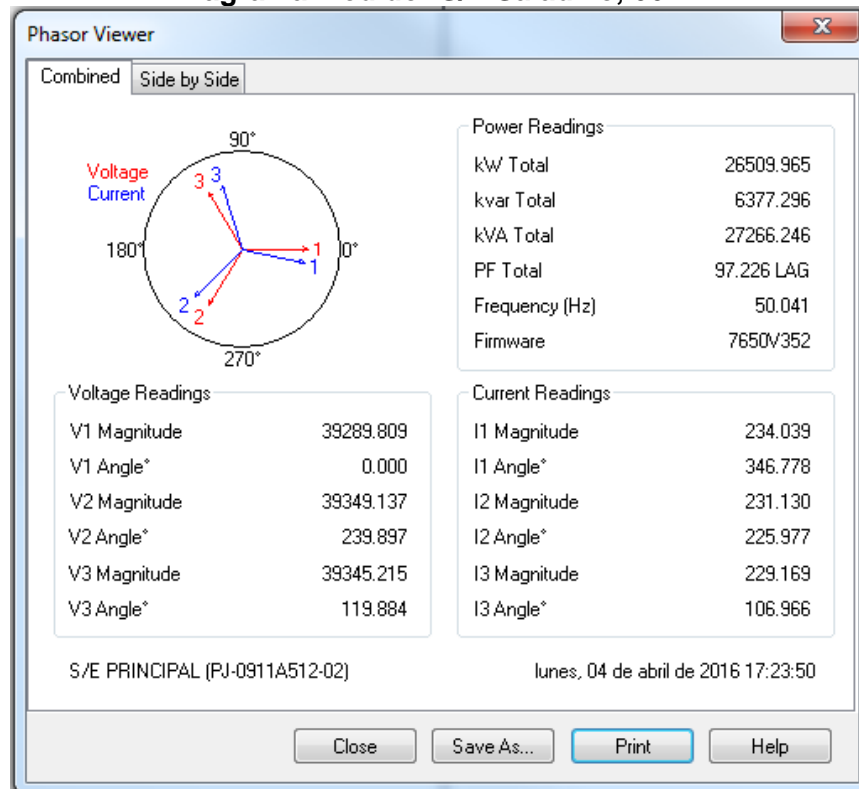 Phasor Viewer
Combined Side by Side
90°
Voltage
Current
3 3
180° 1 0°
1
2
2
270°
Power Readings
kW Total 26509.965
kvar Total 6377.296
kVA Total 27266.246
PF Total 97.226 LAG
Frequency (Hz) 50.041
Firmware 7650V352
Voltage Readings
V1 Magnitude 39289.809
V1 Angle° 0.000
V2 Magnitude 39349.137
V2 Angle° 239.897
V3 Magnitude 39345.215
V3 Angle° 119.884
Current Readings
I1 Magnitude 234.039
I1 Angle° 346.778
I2 Magnitude 231.130
I2 Angle° 225.977
I3 Magnitude 229.169
I3 Angle° 106.966
S/E PRINCIPAL (PJ-0911A512-02) lunes, 04 de abril de 2016 17:23:50
Close Save As... Print Help